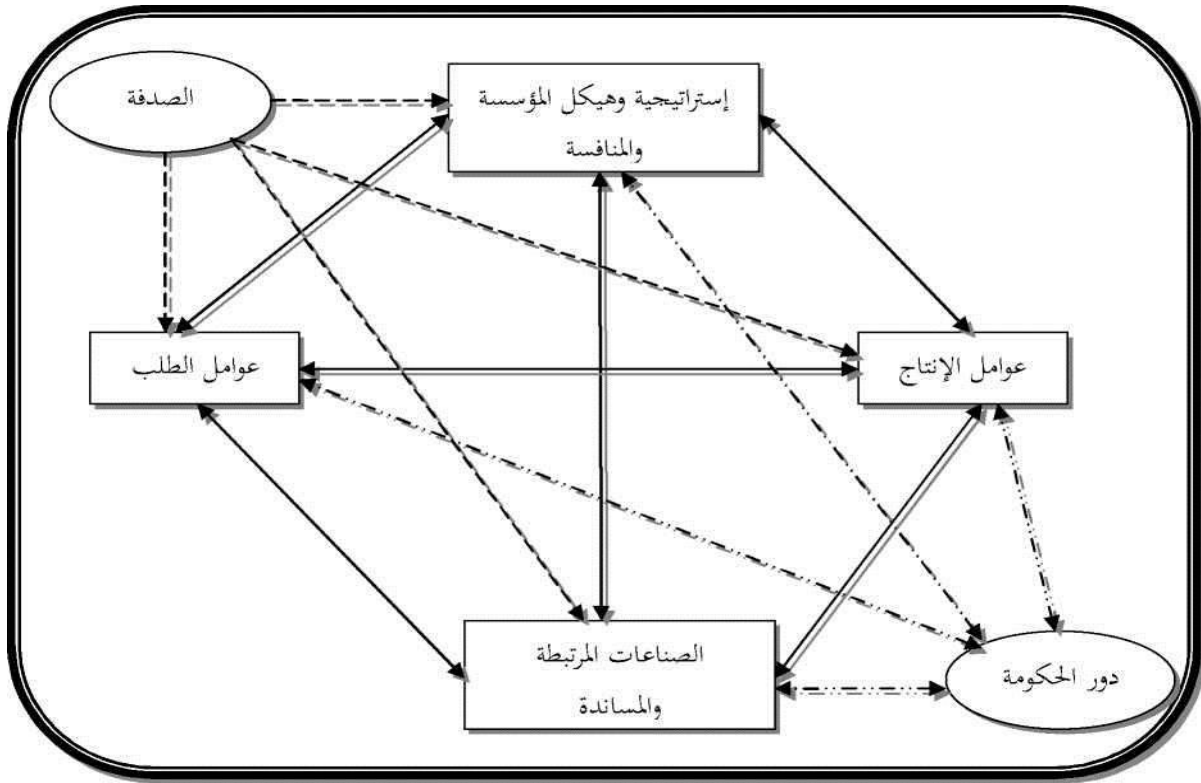 الصدفة
إستراتيجية وهيكل المؤسسة
والمنافسة
عوامل الإنتاج
عوامل الطلب
الصناعات المرتبطة
والمساندة
دور الحكومة